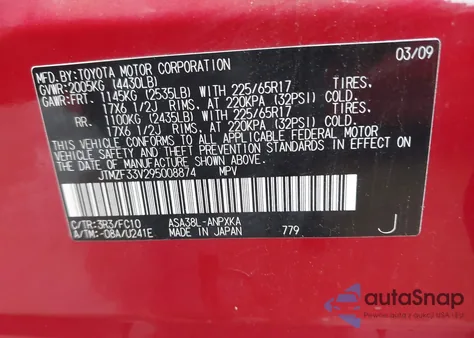 MFD.BY:TOYOTA MOTOR CORPORATION 03/09
GVWR:2005KG (4430LB)
GAWR:FRT. 1145KG (2535LB) WITH 225/65R17 TIRES.
17X6 1/2J RIMS, AT 220KPA (32PSI) COLD.
RR. 1100KG (2435LB) WITH 225/65R17 TIRES,
17X6 1/2J RIMS, AT 220KPA (32PSI) COLD.
THIS VEHICLE CONFORMS TO ALL APPLICABLE FEDERAL MOTOR
VEHICLE SAFETY STANDARDS IN EFFECT ON THE DATE OF
MANUFACTURE SHOWN ABOVE.
JTMZF33V295008874 MPV
C/TR:3R3/FC10 ASA38L-ANPXKA
A/TM:-08A/U241E MADE IN JAPAN 779 J
autoSnap